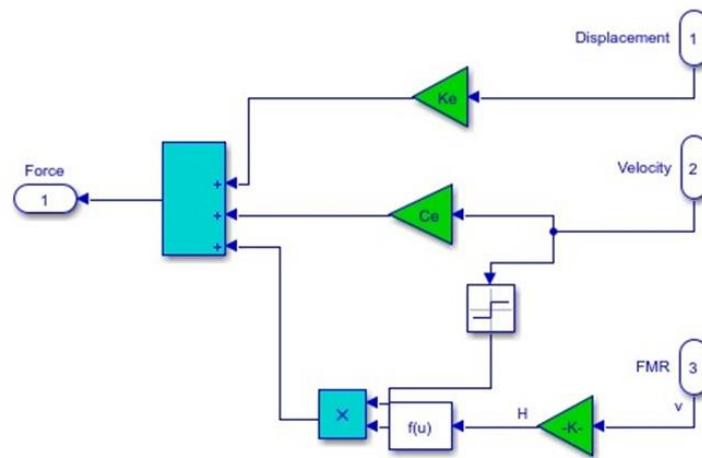 Displacement
1
Ke
Force
1
+
+
+
Velocity
2
Ce
FMR
3
v
H
-K-
f(u)
×